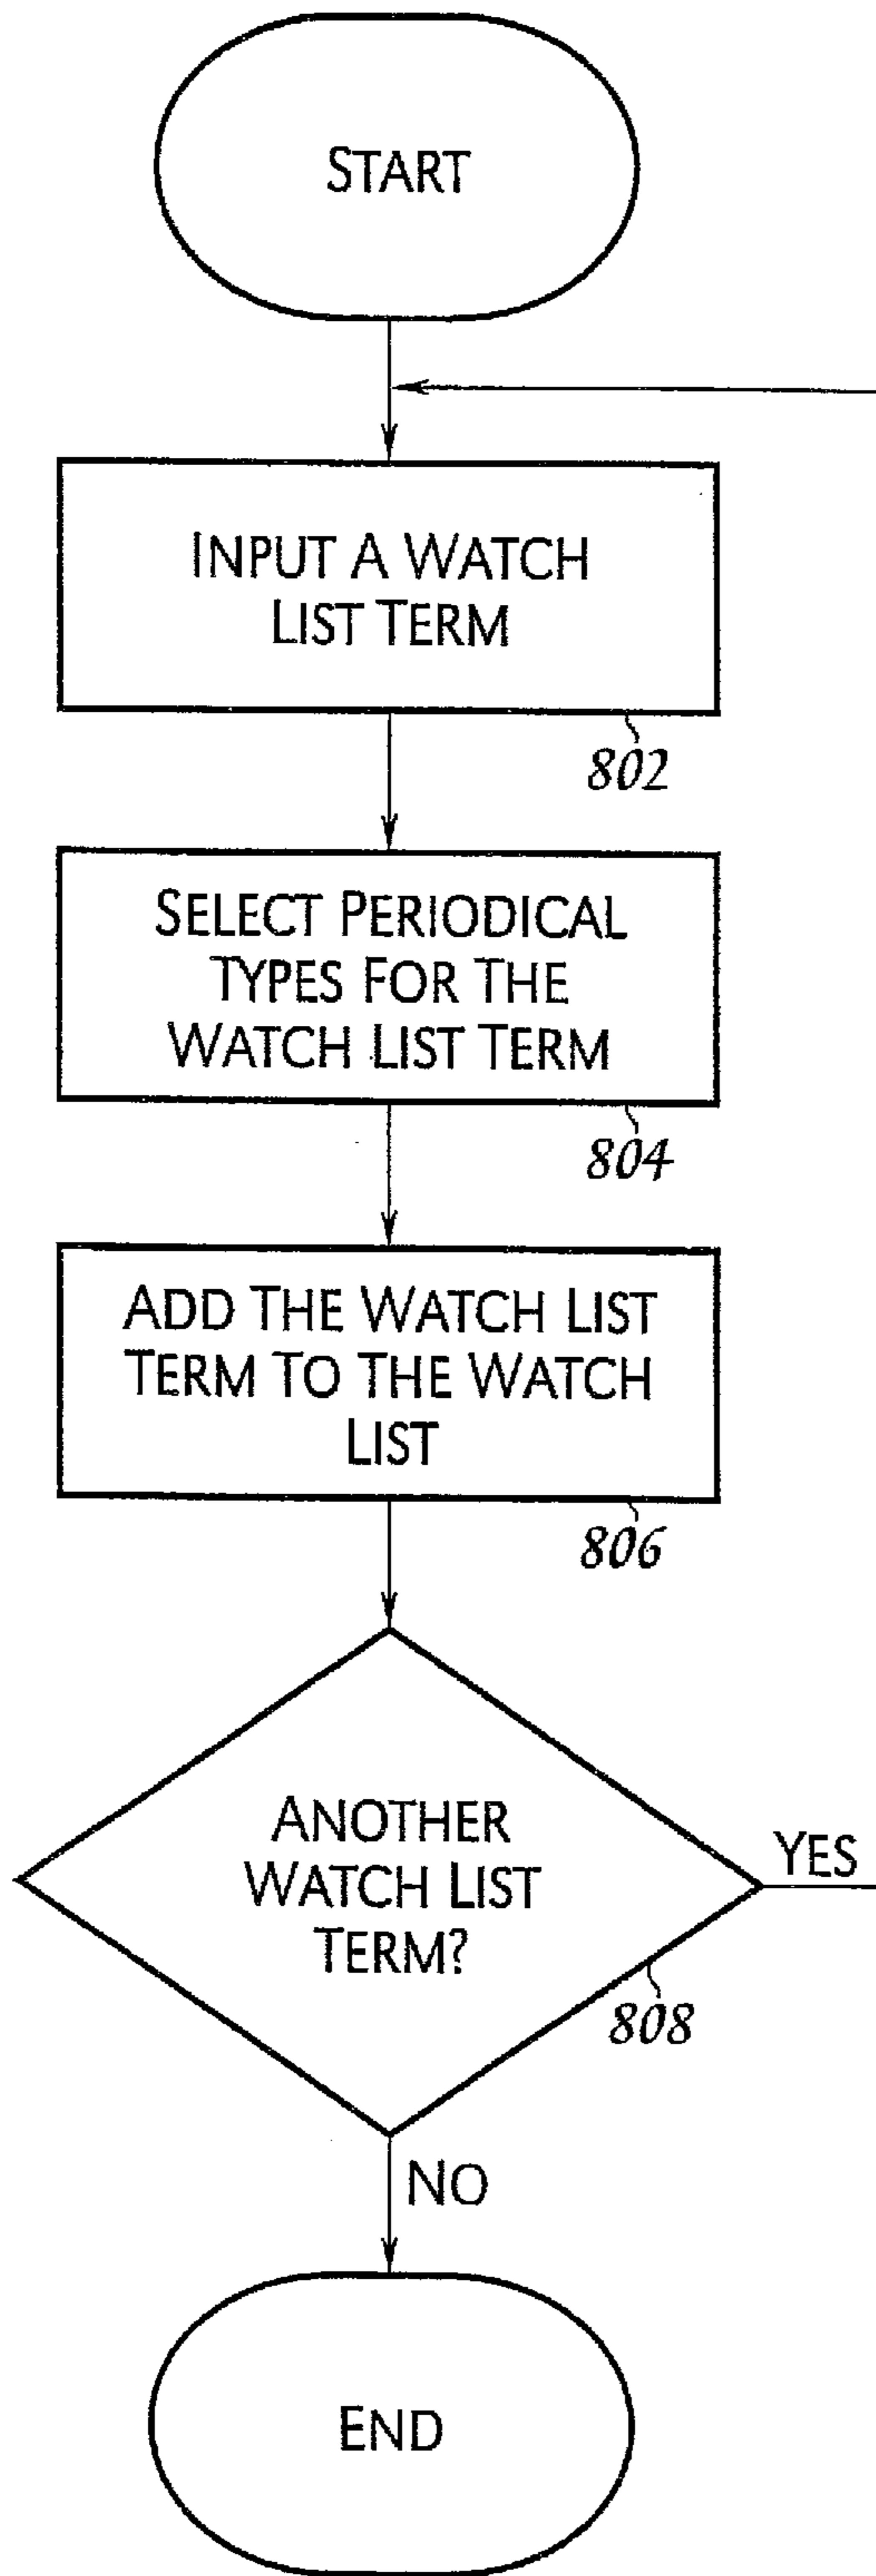 START
INPUT A WATCH
LIST TERM
802
SELECT PERIODICAL
TYPES FOR THE
WATCH LIST TERM
804
ADD THE WATCH LIST
TERM TO THE WATCH
LIST
806
ANOTHER
WATCH LIST
TERM?
YES
808
NO
END